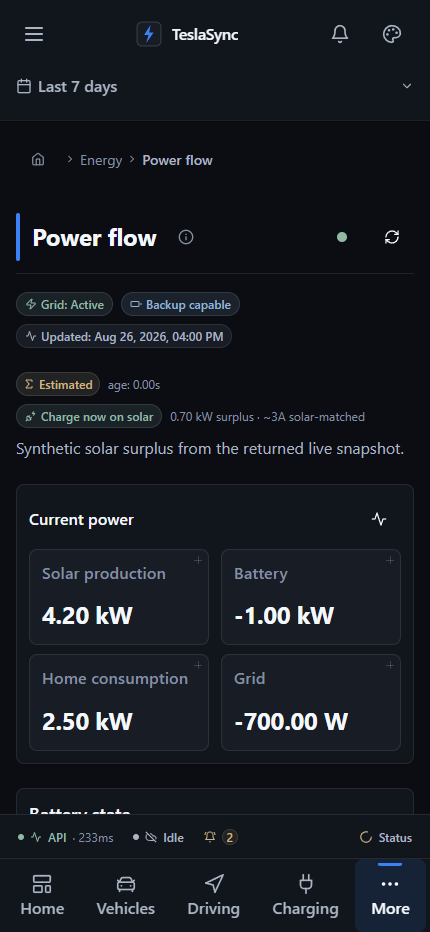 TeslaSync
Last 7 days
Energy > Power flow
Power flow
Grid: Active
Backup capable
Updated: Aug 26, 2026, 04:00 PM
Estimated
age: 0.00s
Charge now on solar
0.70 kW surplus · ~3A solar-matched
Synthetic solar surplus from the returned live snapshot.
Current power
Solar production
Battery
4.20 kW
-1.00 kW
Home consumption
Grid
2.50 kW
-700.00 W
Battery state
API · 233ms
Idle
2
Status
Home
Vehicles
Driving
Charging
More